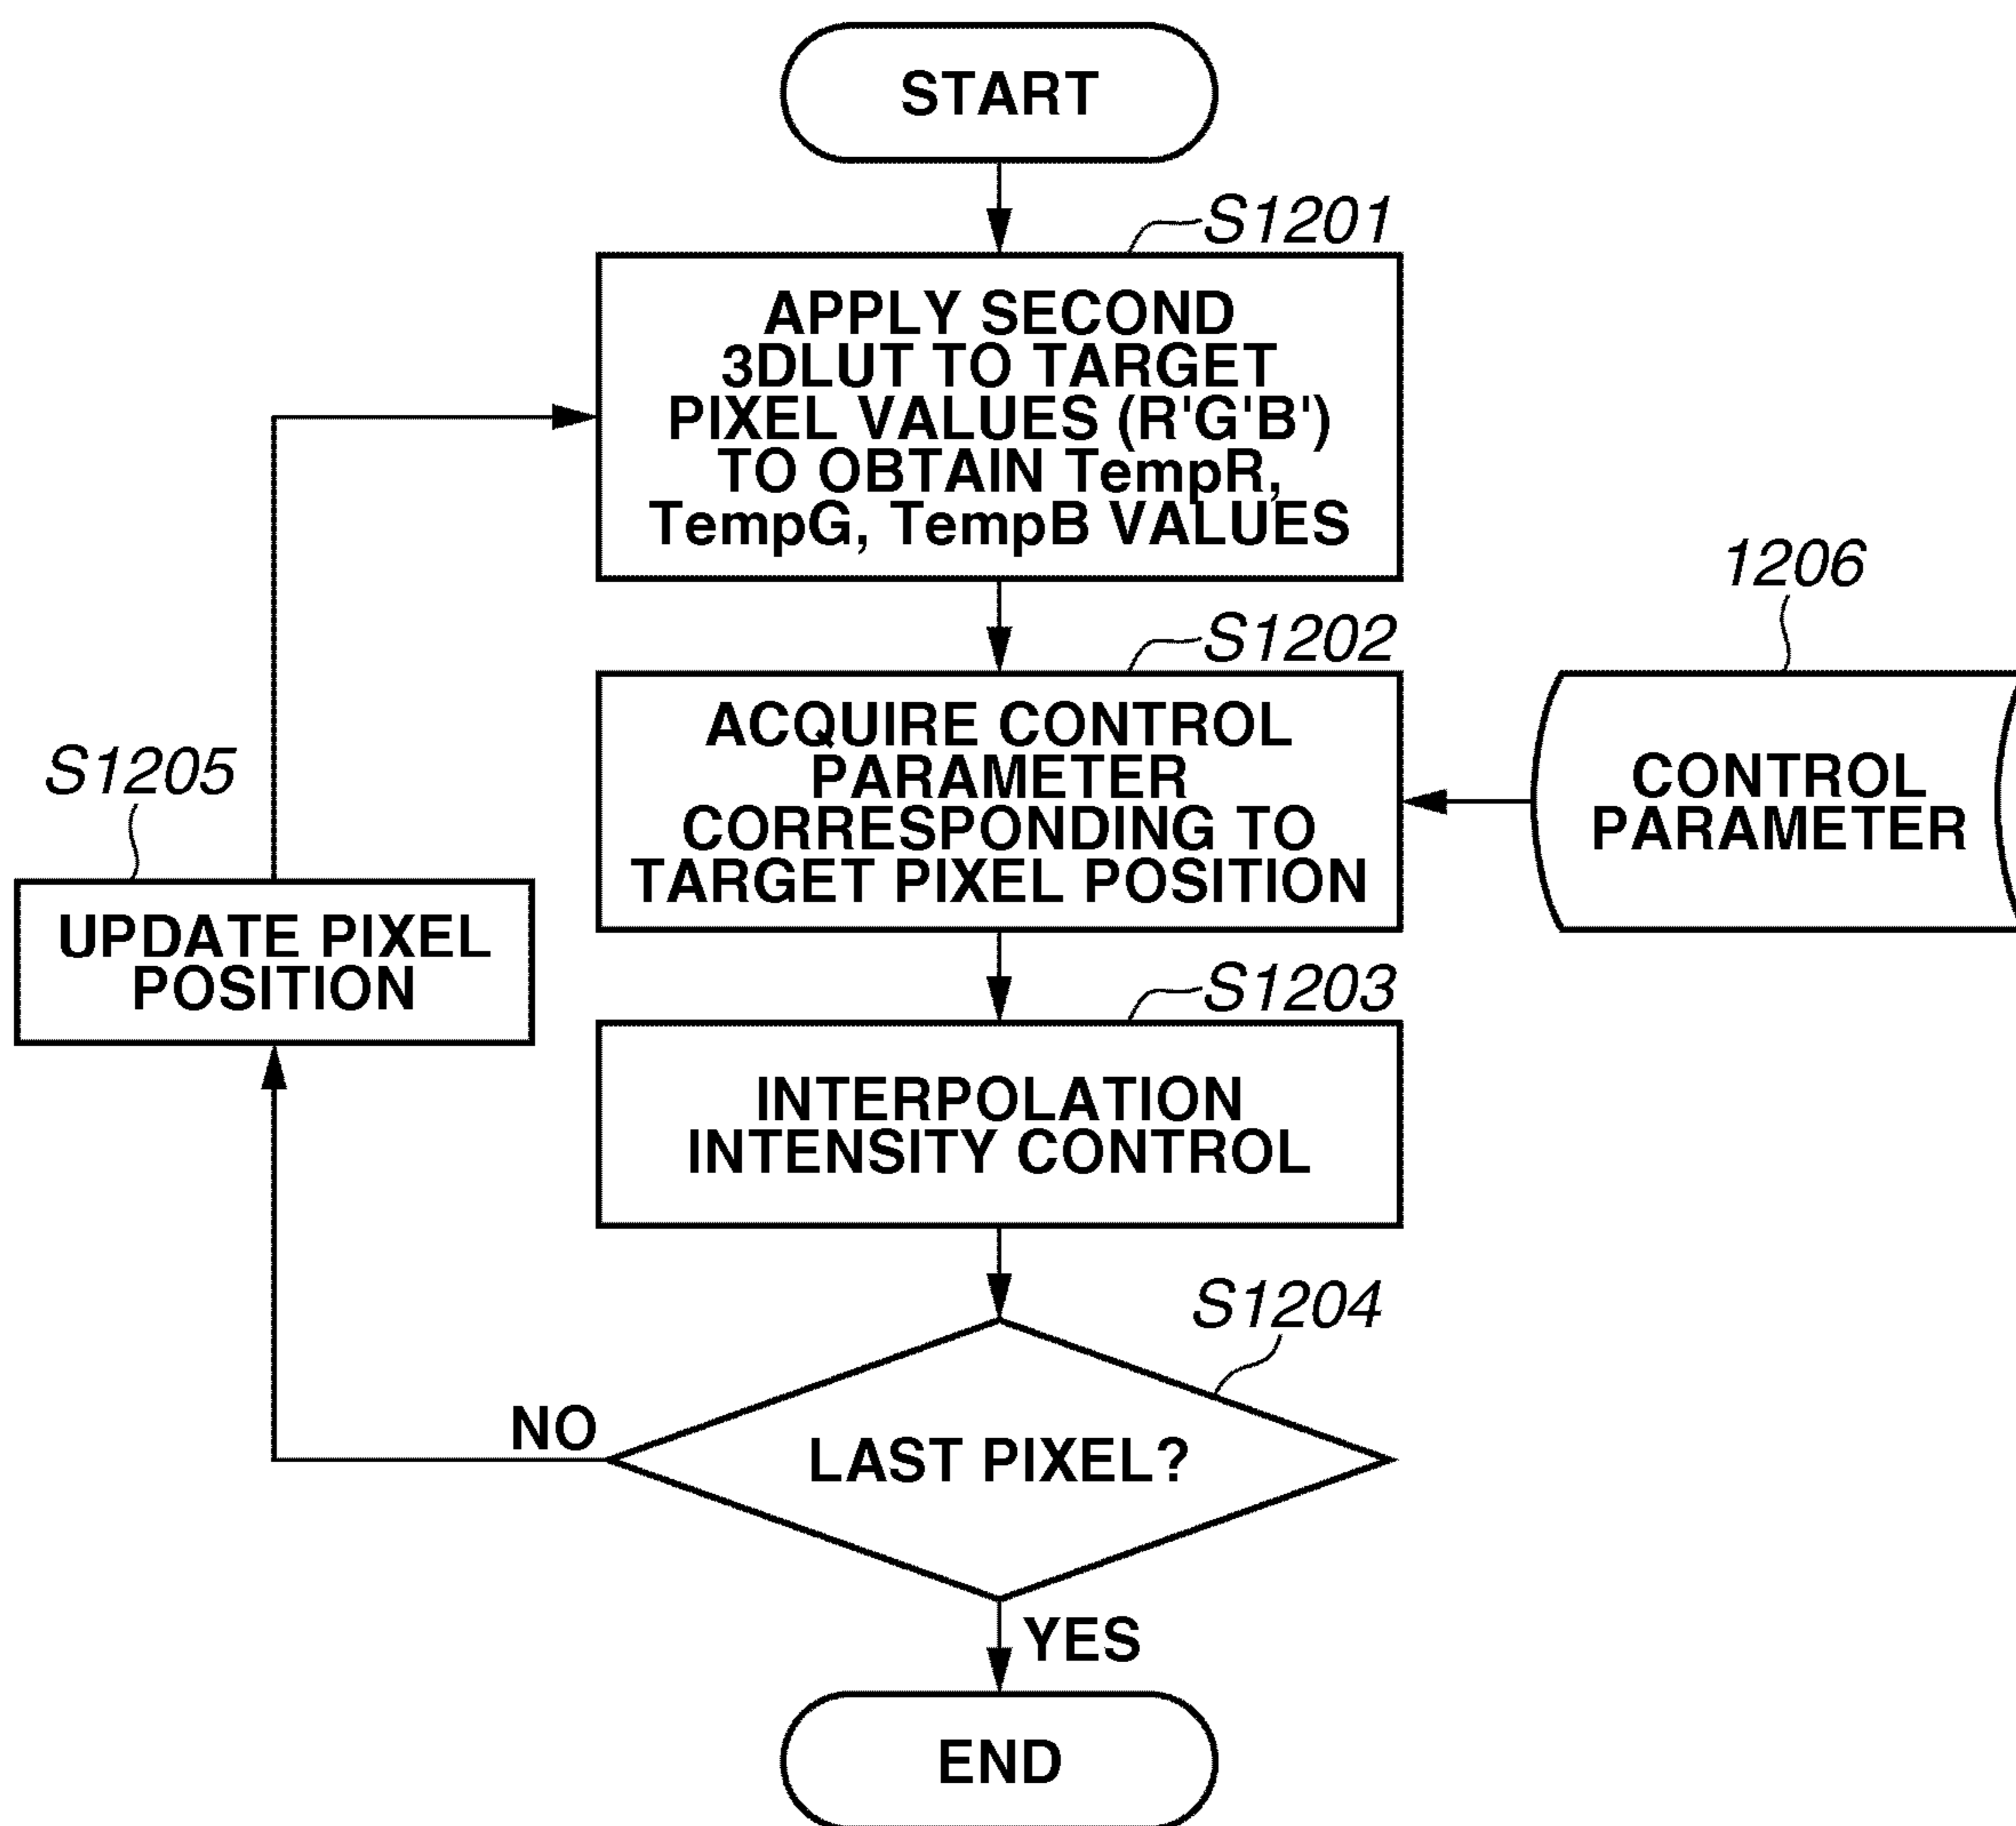 START
S1201
APPLY SECOND
3DLUT TO TARGET
PIXEL VALUES (R'G'B')
TO OBTAIN TempR,
TempG, TempB VALUES
1206
S1202
ACQUIRE CONTROL
PARAMETER
CORRESPONDING TO
TARGET PIXEL POSITION
CONTROL
PARAMETER
S1205
UPDATE PIXEL
POSITION
S1203
INTERPOLATION
INTENSITY CONTROL
S1204
NO
LAST PIXEL?
YES
END